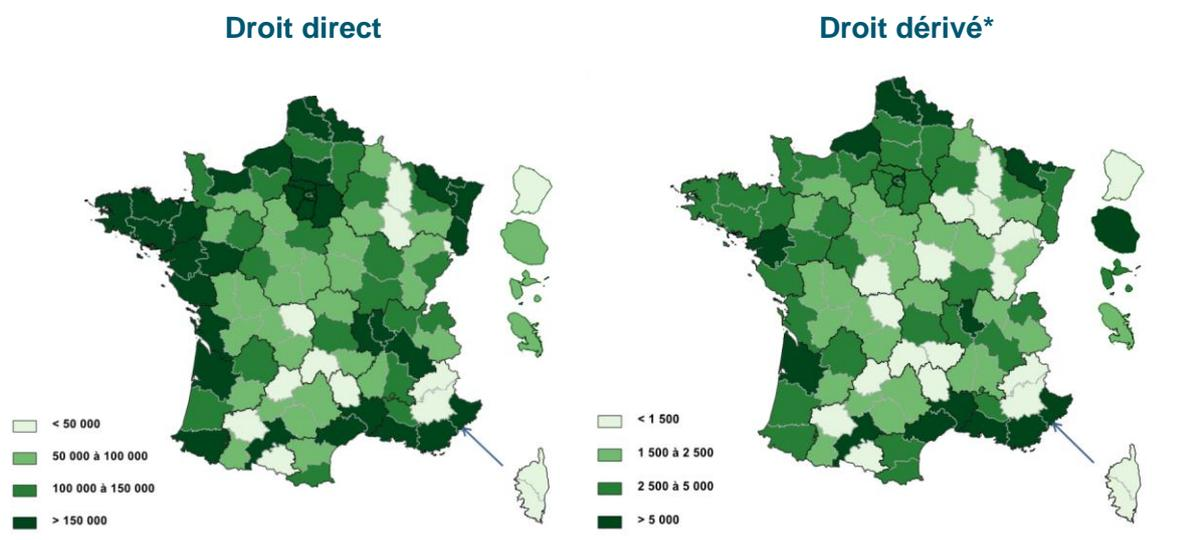 Droit direct
Droit dérivé*
< 50 000
50 000 à 100 000
100 000 à 150 000
> 150 000
< 1 500
1 500 à 2 500
2 500 à 5 000
> 5 000